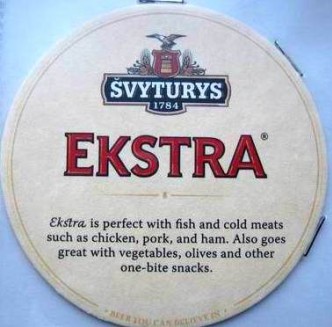 ŠVYTURYS
1784
EKSTRA®
Ekstra is perfect with fish and cold meats
such as chicken, pork, and ham. Also goes
great with vegetables, olives and other
one-bite snacks.
• BEER YOU CAN BELIEVE IN •